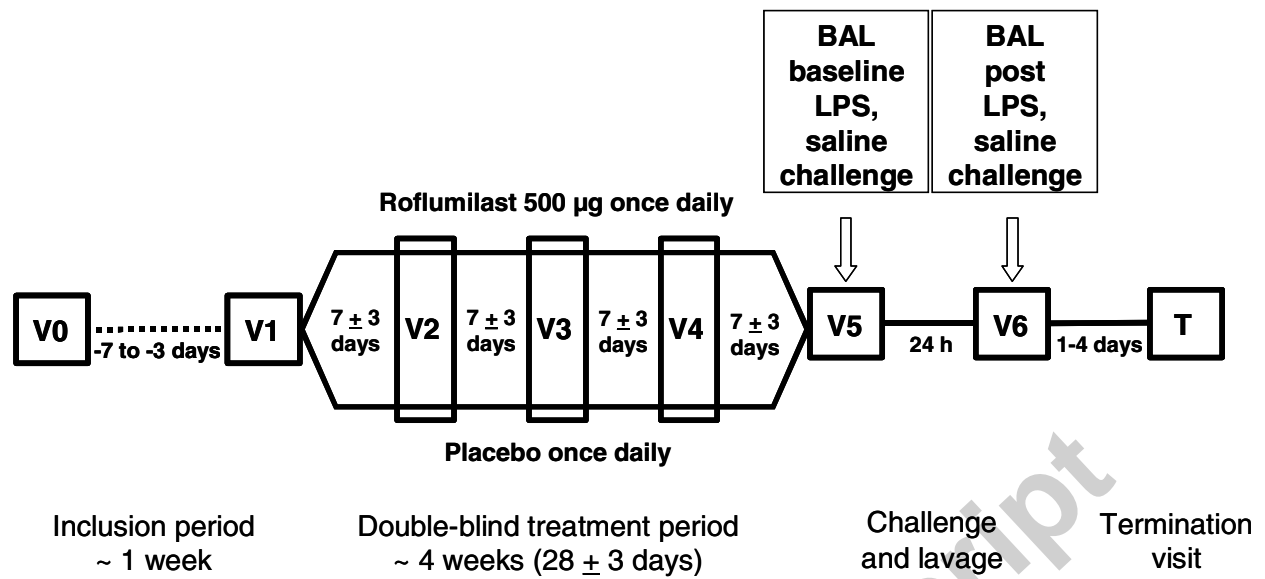 BAL
baseline
LPS,
saline
challenge
BAL
post
LPS,
saline
challenge
Roflumilast 500 µg once daily
V0
-7 to -3 days
V1
7 ± 3
days
V2
7 ± 3
days
V3
7 ± 3
days
V4
7 ± 3
days
V5
24 h
V6
1-4 days
T
Placebo once daily
Inclusion period
~ 1 week
Double-blind treatment period
~ 4 weeks (28 ± 3 days)
Challenge
and lavage
Termination
visit